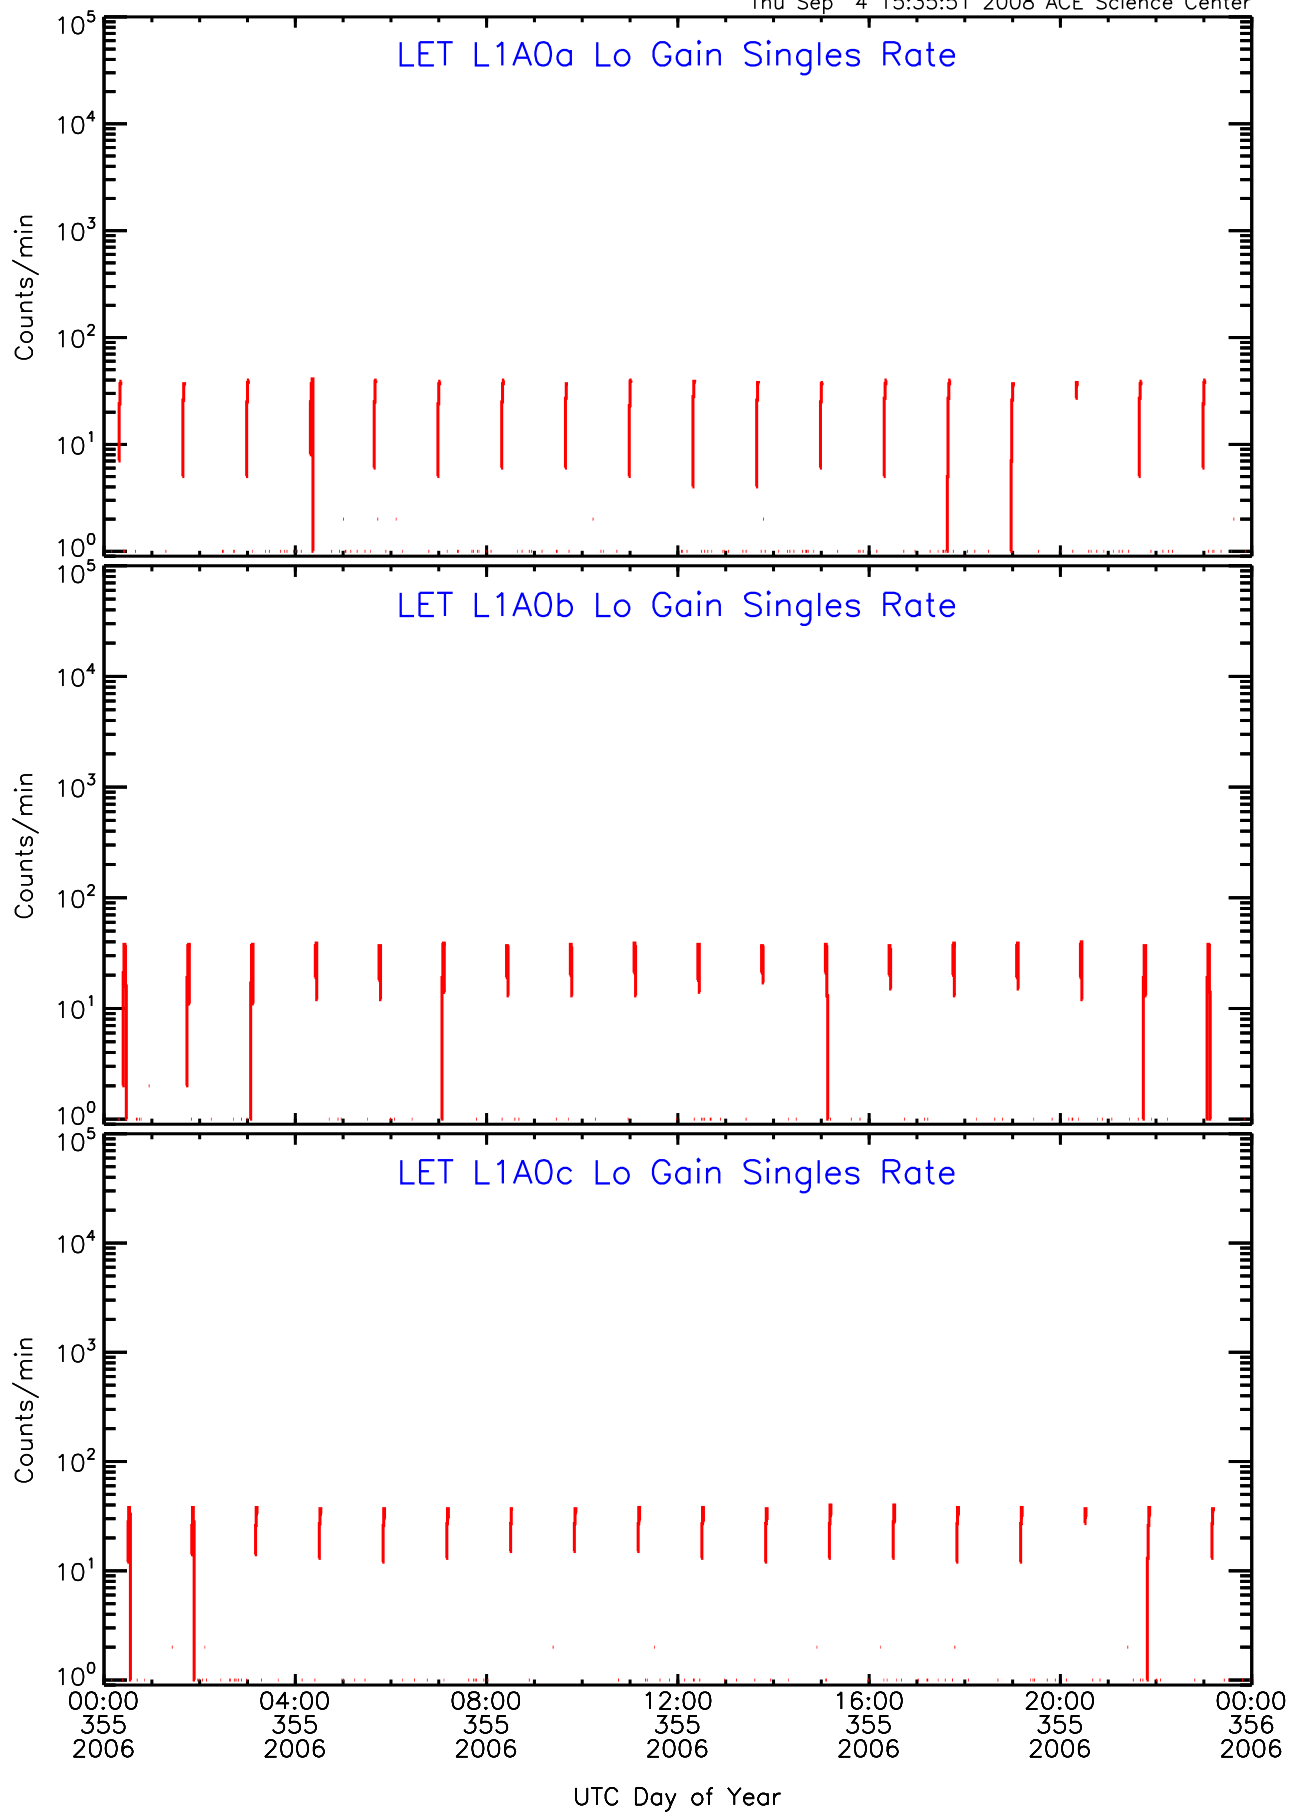 Thu Sep 4 15:35:51 2008 ACE Science Center
LET L1A0a Lo Gain Singles Rate
Counts/min
10^5
10^4
10^3
10^2
10^1
10^0
LET L1A0b Lo Gain Singles Rate
Counts/min
10^5
10^4
10^3
10^2
10^1
10^0
LET L1A0c Lo Gain Singles Rate
Counts/min
10^5
10^4
10^3
10^2
10^1
10^0
00:00 04:00 08:00 12:00 16:00 20:00 00:00
355 355 355 355 355 355 356
2006 2006 2006 2006 2006 2006 2006
UTC Day of Year